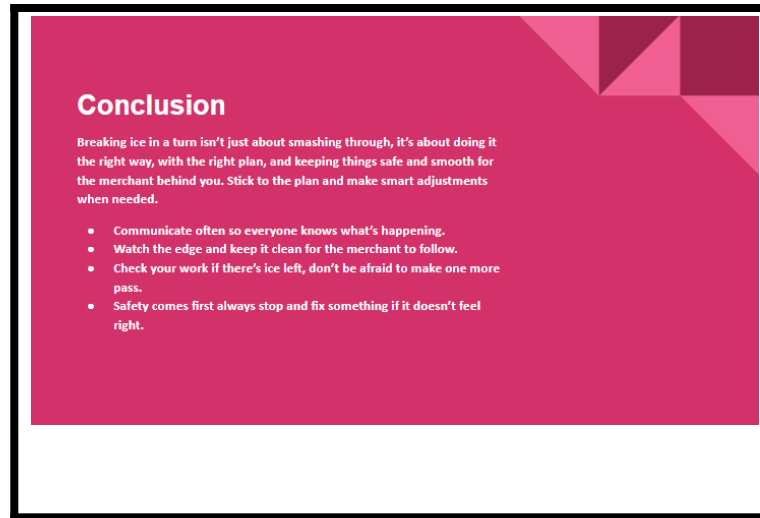 Conclusion
Breaking ice in a turn isn't just about smashing through, it's about doing it
the right way, with the right plan, and keeping things safe and smooth for
the merchant behind you. Stick to the plan and make smart adjustments
when needed.
● Communicate often so everyone knows what's happening.
● Watch the edge and keep it clean for the merchant to follow.
● Check your work if there's ice left, don't be afraid to make one more
pass.
● Safety comes first always stop and fix something if it doesn't feel
right.